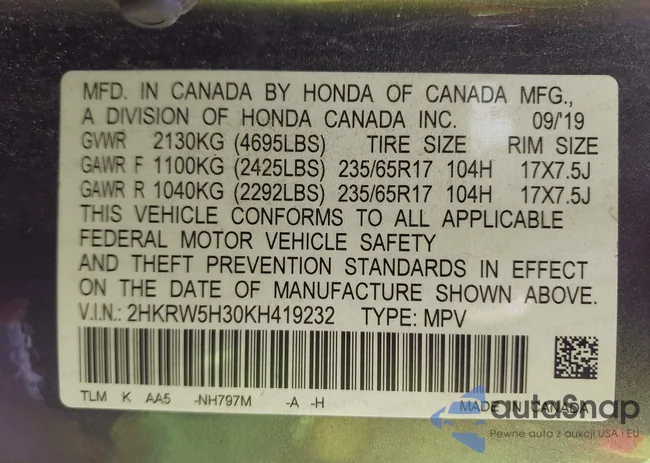 MFD. IN CANADA BY HONDA OF CANADA MFG.,
A DIVISION OF HONDA CANADA INC. 09/19
GVWR 2130KG (4695LBS) TIRE SIZE RIM SIZE
GAWR F 1100KG (2425LBS) 235/65R17 104H 17X7.5J
GAWR R 1040KG (2292LBS) 235/65R17 104H 17X7.5J
THIS VEHICLE CONFORMS TO ALL APPLICABLE
FEDERAL MOTOR VEHICLE SAFETY
AND THEFT PREVENTION STANDARDS IN EFFECT
ON THE DATE OF MANUFACTURE SHOWN ABOVE.
V.I.N.: 2HKRW5H30KH419232 TYPE: MPV
TLM K AA5 -NH797M -A -H MADE IN CANADA
autoSnap
Pewne auta z aukcji USA i EU